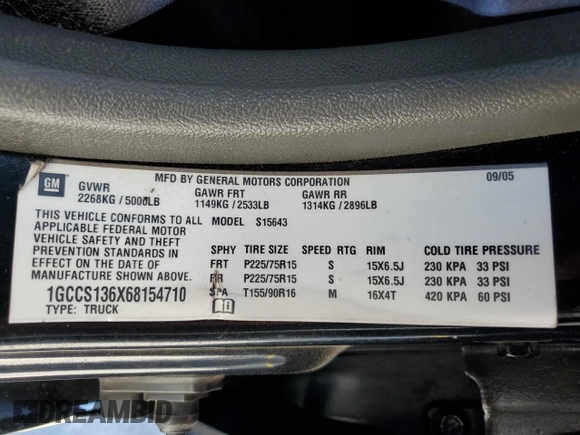 MFD BY GENERAL MOTORS CORPORATION 09/05
GM GVWR GAWR FRT GAWR RR
2268KG / 5000LB 1149KG / 2533LB 1314KG / 2896LB
THIS VEHICLE CONFORMS TO ALL MODEL S15643
APPLICABLE FEDERAL MOTOR
VEHICLE SAFETY AND THEFT
PREVENTION STANDARDS IN
EFFECT ON THE DATE OF
MANUFACTURE SHOWN ABOVE
1GCCS136X68154710
TYPE: TRUCK
SPHY TIRE SIZE SPEED RTG RIM COLD TIRE PRESSURE
FRT P225/75R15 S 15X6.5J 230 KPA 33 PSI
RR P225/75R15 S 15X6.5J 230 KPA 33 PSI
SPA T155/90R16 M 16X4T 420 KPA 60 PSI
DREAMBID